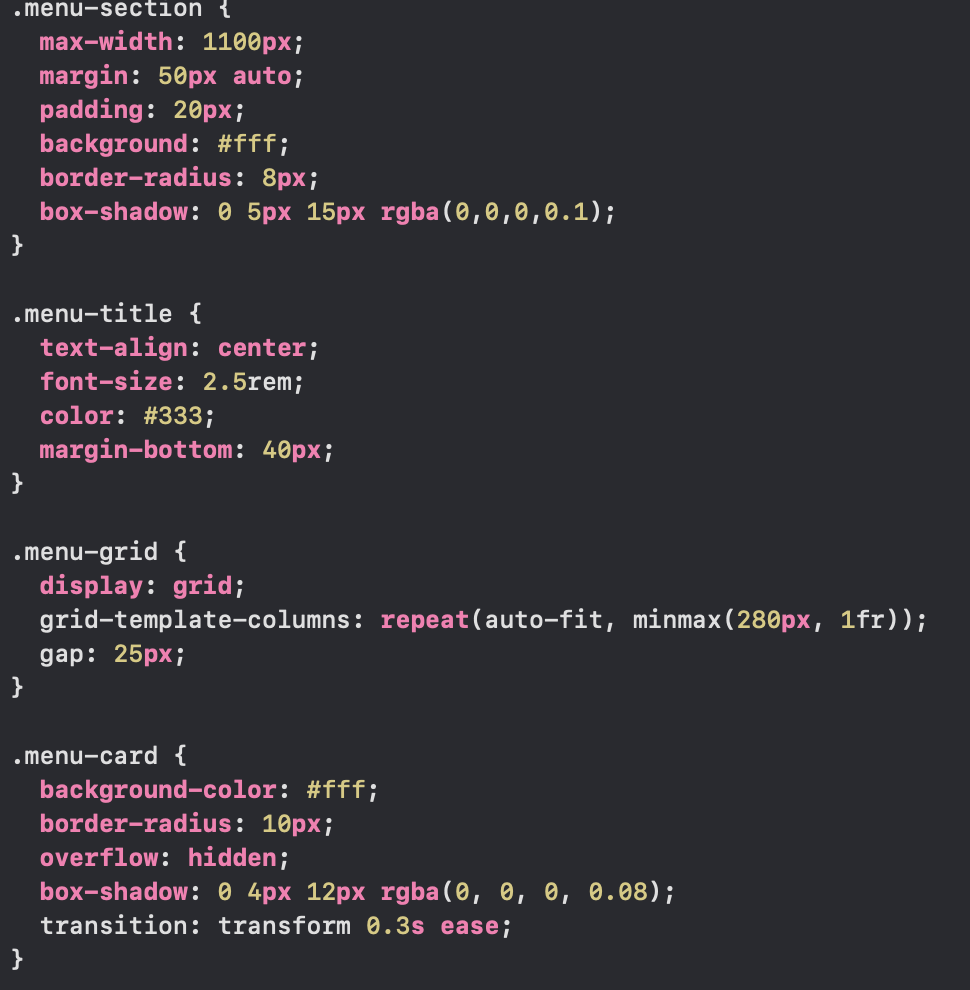 .menu-section {
  max-width: 1100px;
  margin: 50px auto;
  padding: 20px;
  background: #fff;
  border-radius: 8px;
  box-shadow: 0 5px 15px rgba(0,0,0,0.1);
}

.menu-title {
  text-align: center;
  font-size: 2.5rem;
  color: #333;
  margin-bottom: 40px;
}

.menu-grid {
  display: grid;
  grid-template-columns: repeat(auto-fit, minmax(280px, 1fr));
  gap: 25px;
}

.menu-card {
  background-color: #fff;
  border-radius: 10px;
  overflow: hidden;
  box-shadow: 0 4px 12px rgba(0, 0, 0, 0.08);
  transition: transform 0.3s ease;
}